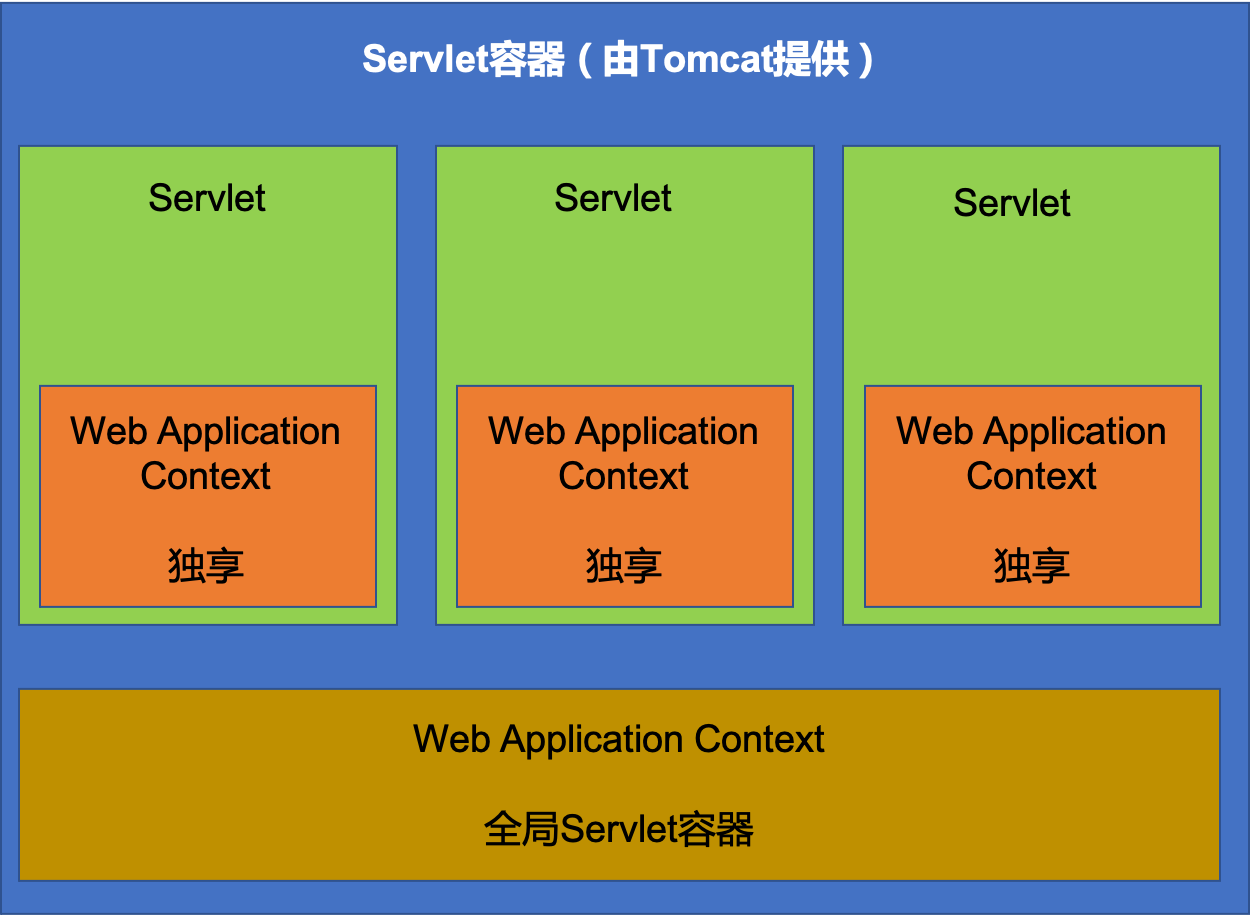 Servlet容器（由Tomcat提供）
Servlet
Servlet
Servlet
Web Application
Context
独享
Web Application
Context
独享
Web Application
Context
独享
Web Application Context
全局Servlet容器